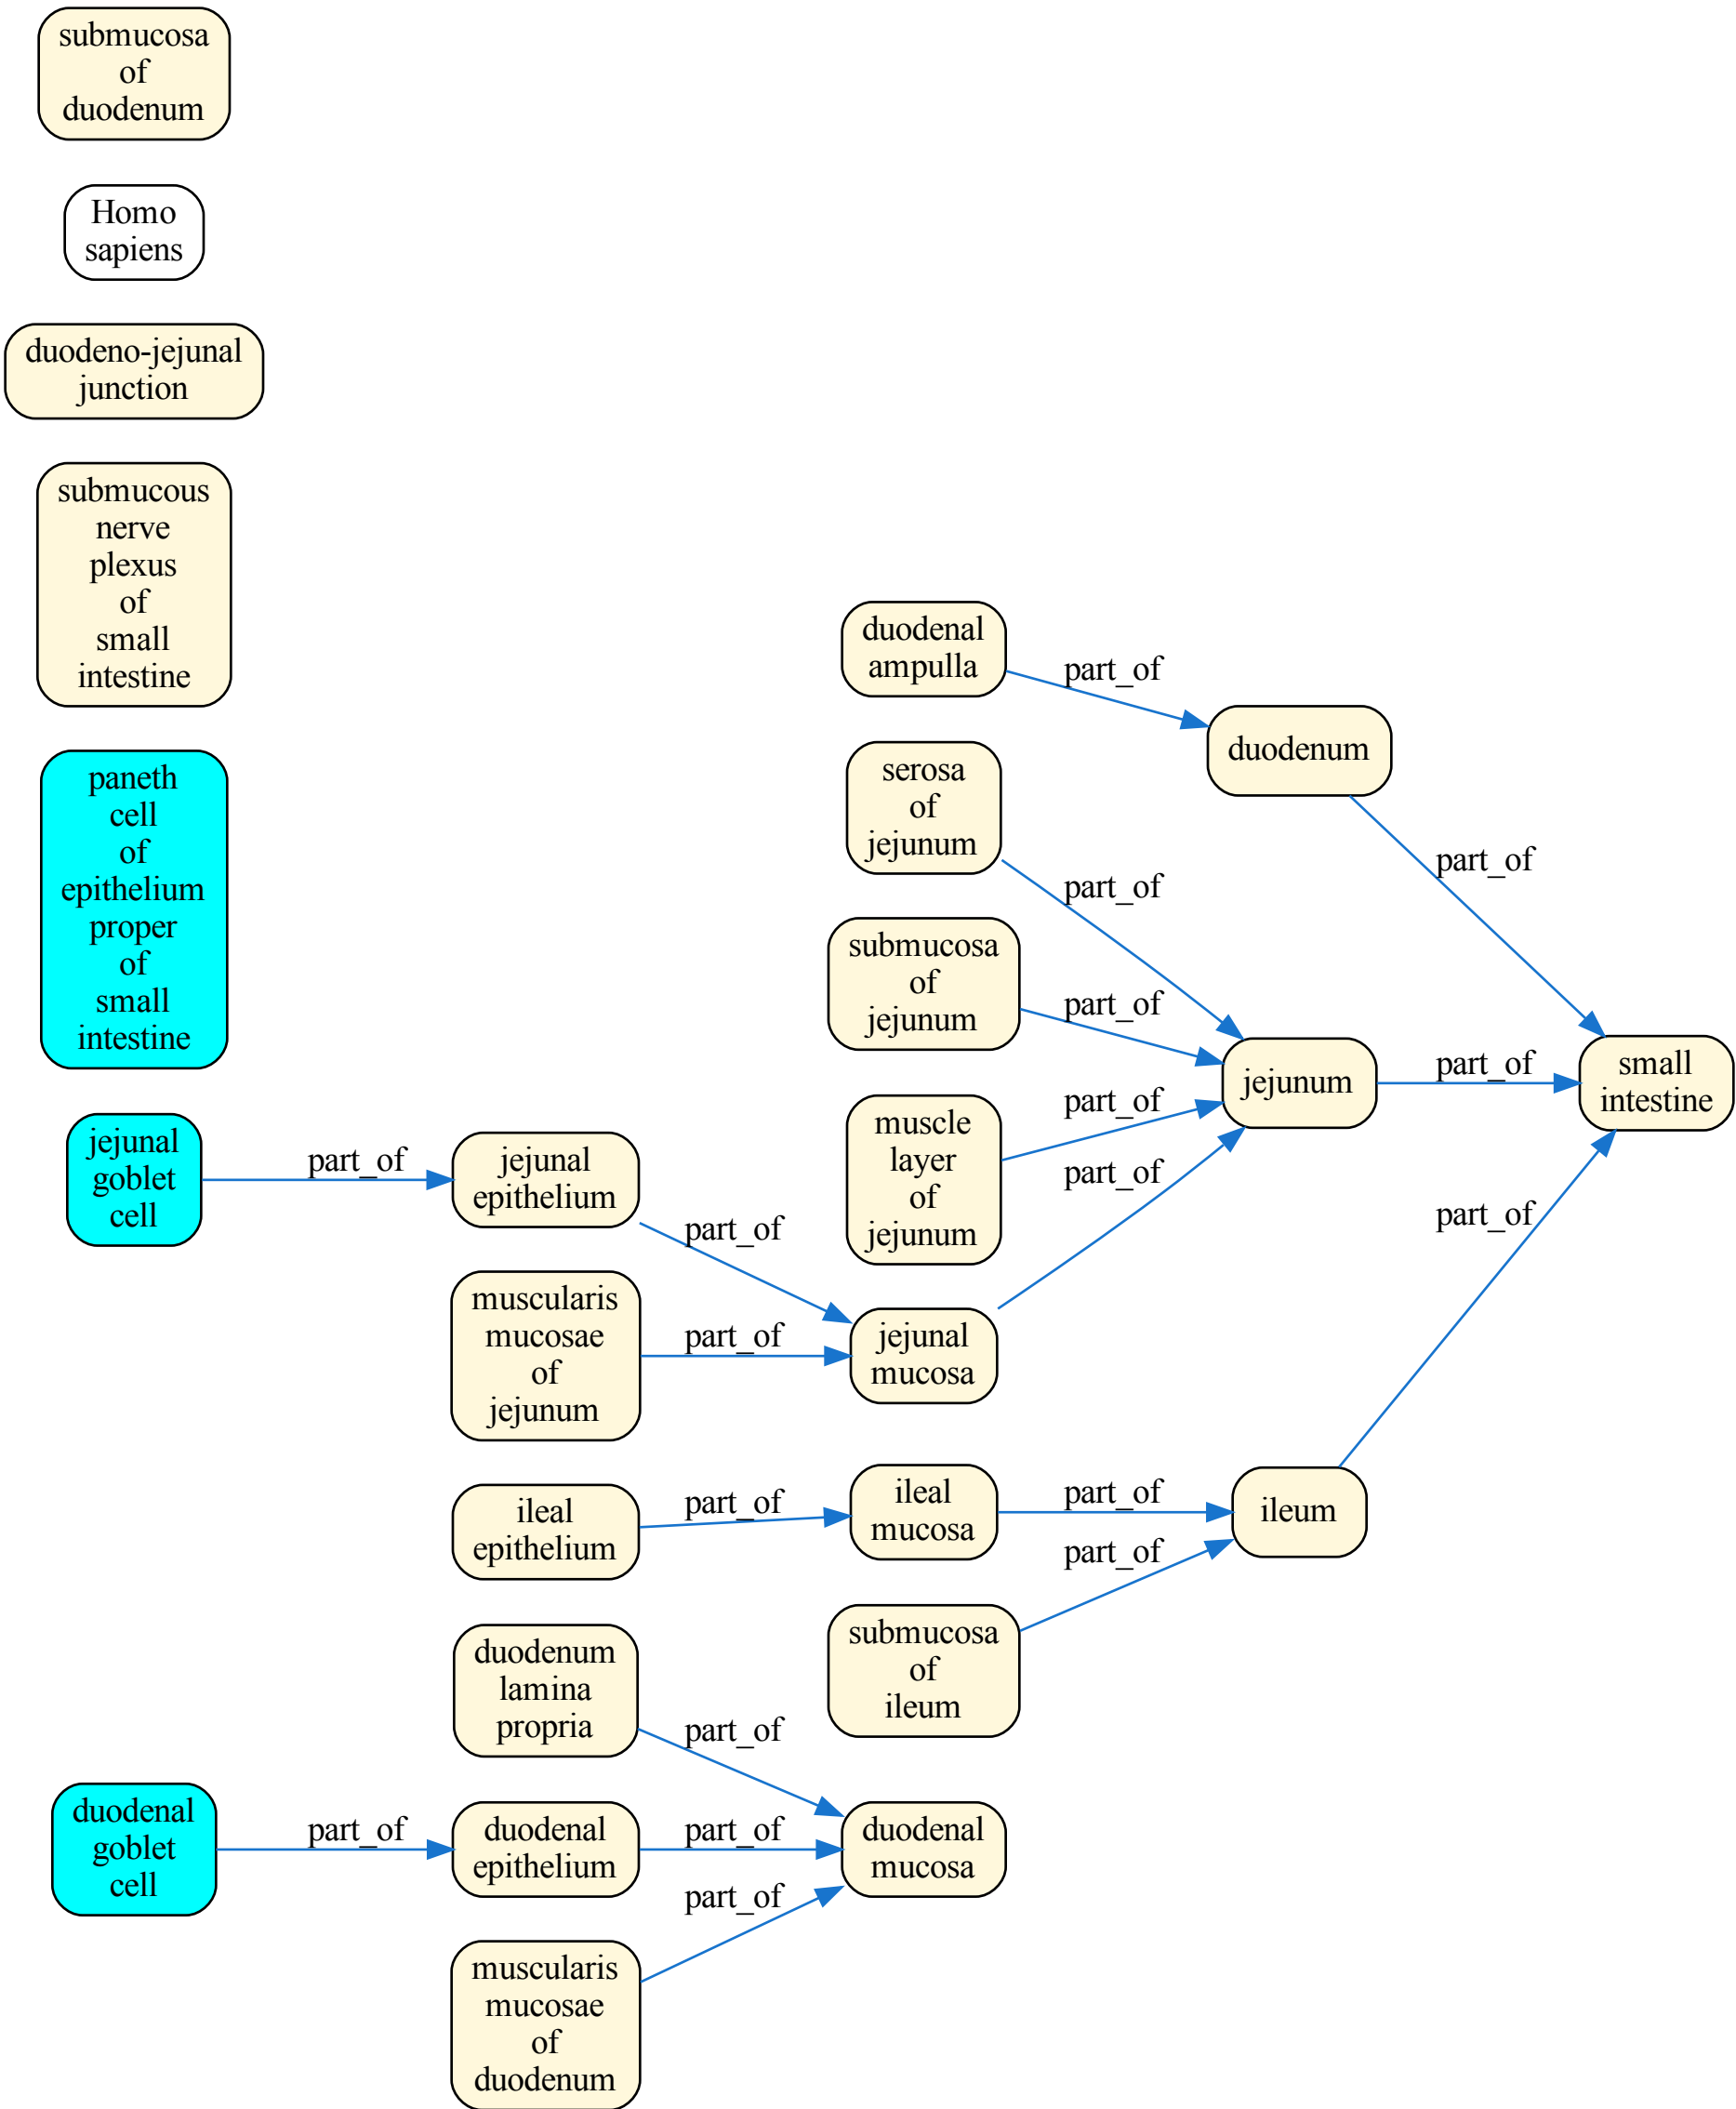 submucosa
of
duodenum
Homo
sapiens
duodeno-jejunal
junction
submucous
nerve
plexus
of
small
intestine
paneth
cell
of
epithelium
proper
of
small
intestine
duodenal
ampulla
part_of
duodenum
part_of
serosa
of
jejunum
part_of
submucosa
of
jejunum
part_of
muscle
layer
of
jejunum
part_of
part_of
jejunum
part_of
small
intestine
jejunal
goblet
cell
part_of
jejunal
epithelium
part_of
muscularis
mucosae
of
jejunum
part_of
jejunal
mucosa
ileal
epithelium
part_of
ileal
mucosa
part_of
ileum
part_of
submucosa
of
ileum
part_of
duodenum
lamina
propria
part_of
duodenal
goblet
cell
part_of
duodenal
epithelium
part_of
duodenal
mucosa
muscularis
mucosae
of
duodenum
part_of